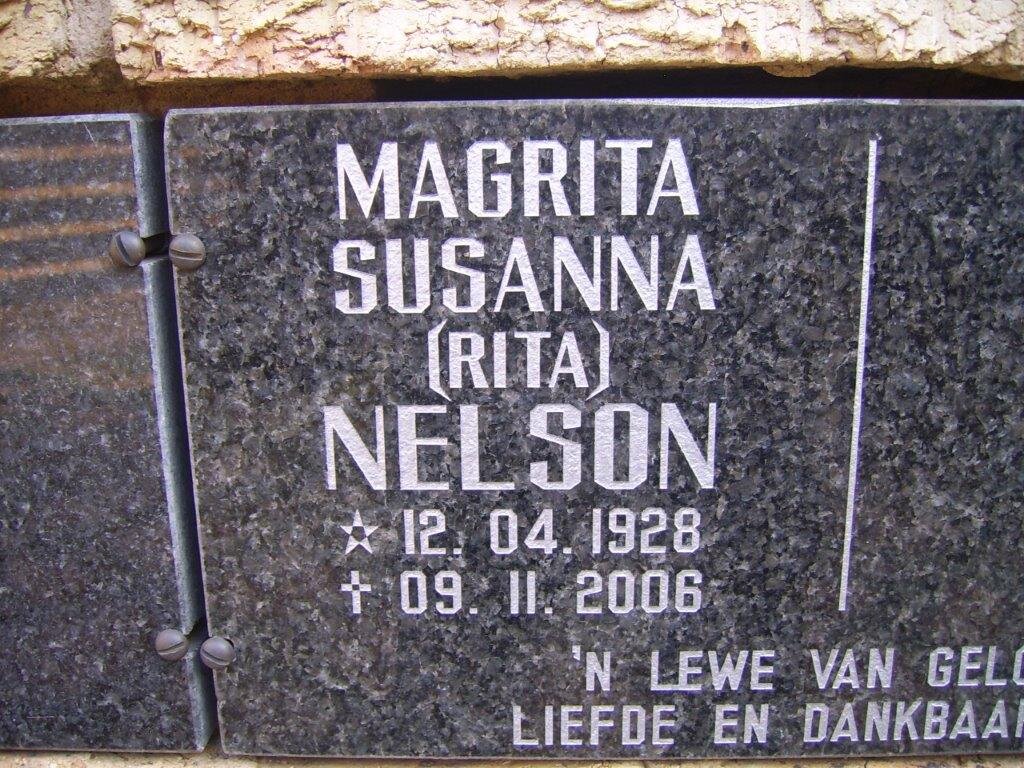 MAGRITA
SUSANNA
(RITA)
NELSON
☆ 12. 04. 1928
✝ 09. 11. 2006
'N LEWE VAN
LIEFDE EN